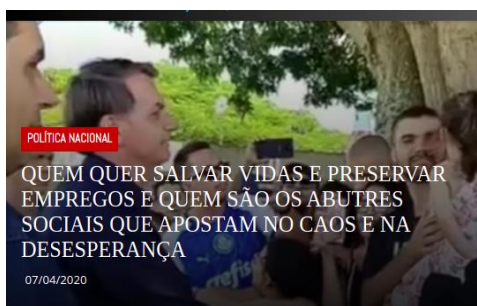 POLÍTICA NACIONAL
QUEM QUER SALVAR VIDAS E PRESERVAR
EMPREGOS E QUEM SÃO OS ABUTRES
SOCIAIS QUE APOSTAM NO CAOS E NA
DESESPERANÇA
07/04/2020